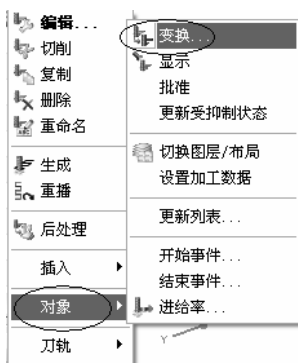 编辑...
切削
复制
删除
重命名
生成
重播
后处理
插入
对象
刀轨
变换...
显示
批准
更新受抑制状态
切换图层/布局
设置加工数据
更新列表...
开始事件...
结束事件...
进给率...
Y